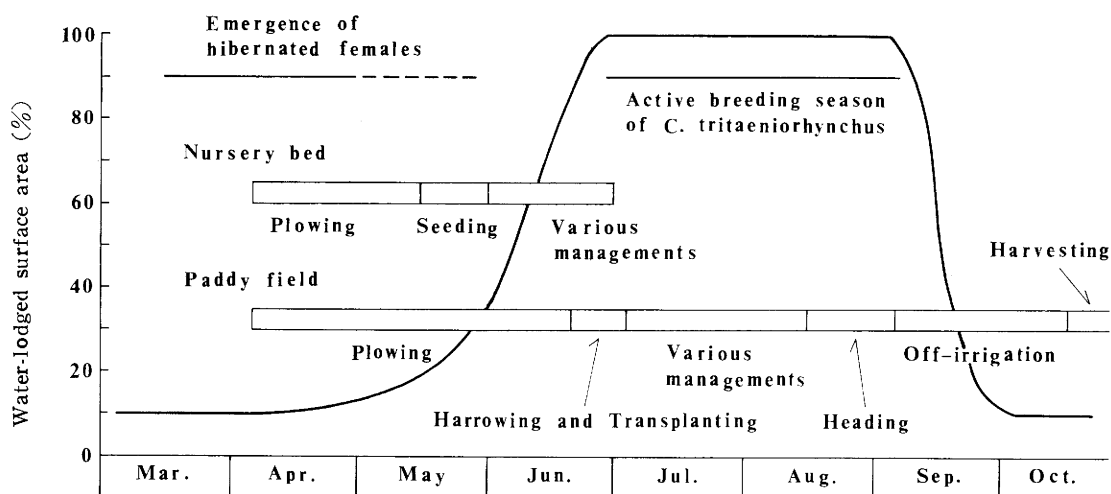 Water-lodged surface area (%)
100
80
60
40
20
0
Emergence of
hibernated females
Active breeding season
of C. tritaeniorhynchus
Nursery bed
Plowing
Seeding
Various
managements
Harvesting
Paddy field
Plowing
Various
managements
Off-irrigation
Harrowing and Transplanting
Heading
Mar.
Apr.
May
Jun.
Jul.
Aug.
Sep.
Oct.